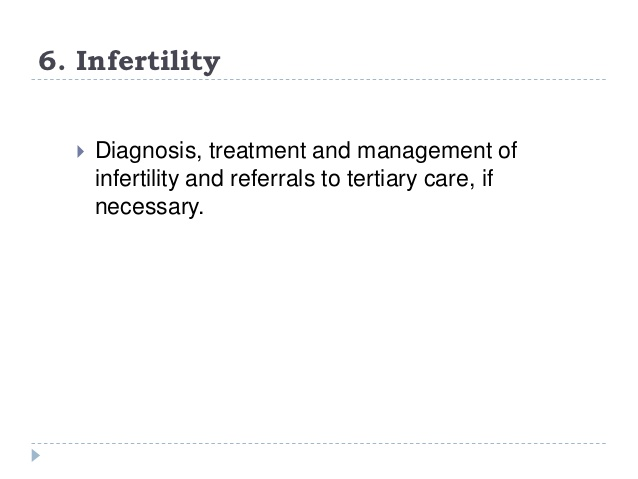 6. Infertility
Diagnosis, treatment and management of
infertility and referrals to tertiary care, if
necessary.